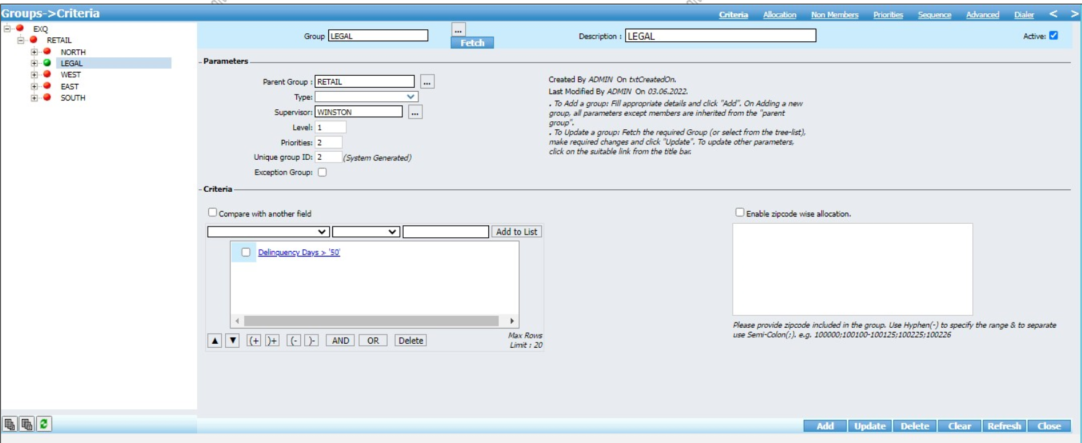 Groups->Criteria
Criteria Allocation Non Members Priorities Sequence Advanced Dialer < >
EXQ
RETAIL
NORTH
LEGAL
WEST
EAST
SOUTH
Group LEGAL ... Fetch
Description : LEGAL
Active:
Parameters
Parent Group : RETAIL ...
Type:
Supervisor: WINSTON ...
Level: 1
Priorities: 2
Unique group ID: 2 (System Generated)
Exception Group:
Created By ADMIN On txtCreatedOn.
Last Modified By ADMIN On 03.06.2022.
. To Add a group: Fill appropriate details and click "Add". On Adding a new
group, all parameters except members are inherited from the "parent
group".
. To Update a group: Fetch the required Group (or select from the tree-list),
make required changes and click "Update". To update other parameters,
click on the suitable link from the title bar.
Criteria
Compare with another field
Add to List
Delinquency Days > '50'
(+ )+ (- )- AND OR Delete
Max Rows
Limit : 20
Enable zipcode wise allocation.
Please provide zipcode included in the group. Use Hyphen(-) to specify the range & to separate
use Semi-Colon(;). e.g. 100000;100100-100125;100225;100226
Add Update Delete Clear Refresh Close